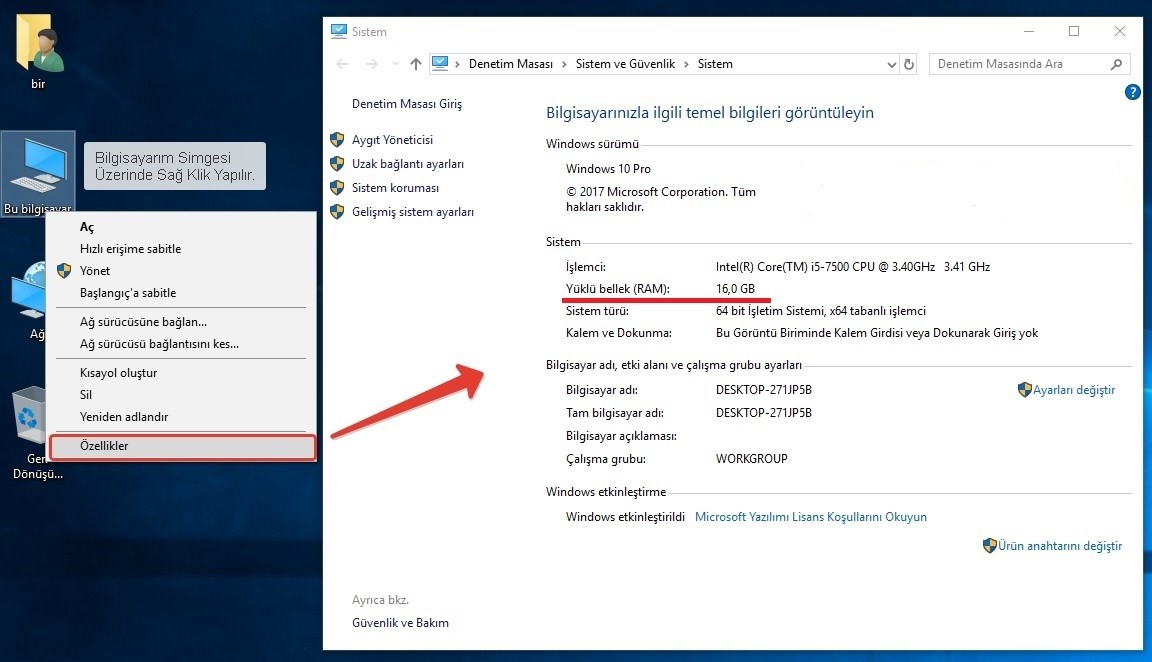 bir
Bilgisayarım Simgesi
Üzerinde Sağ Klik Yapılır.
Bu bilgisayar
Aç
Hızlı erişime sabitle
Yönet
Başlangıç'a sabitle
Ağ sürücüsüne bağlan...
Ağ sürücüsü bağlantısını kes...
Kısayol oluştur
Sil
Yeniden adlandır
Özellikler
Ağ
Ger
Dönüşü...
Sistem
Denetim Masası
Sistem ve Güvenlik
Sistem
Denetim Masasında Ara
Denetim Masası Giriş
Aygıt Yöneticisi
Uzak bağlantı ayarları
Sistem koruması
Gelişmiş sistem ayarları
Ayrıca bkz.
Güvenlik ve Bakım
?
Bilgisayarınızla ilgili temel bilgileri görüntüleyin
Windows sürümü
Windows 10 Pro
© 2017 Microsoft Corporation. Tüm
hakları saklıdır.
Sistem
İşlemci: Intel(R) Core(TM) i5-7500 CPU @ 3.40GHz 3.41 GHz
Yüklü bellek (RAM): 16,0 GB
Sistem türü: 64 bit İşletim Sistemi, x64 tabanlı işlemci
Kalem ve Dokunma: Bu Görüntü Biriminde Kalem Girdisi veya Dokunarak Giriş yok
Bilgisayar adı, etki alanı ve çalışma grubu ayarları
Bilgisayar adı: DESKTOP-271JP5B Ayarları değiştir
Tam bilgisayar adı: DESKTOP-271JP5B
Bilgisayar açıklaması:
Çalışma grubu: WORKGROUP
Windows etkinleştirme
Windows etkinleştirildi Microsoft Yazılımı Lisans Koşullarını Okuyun
Ürün anahtarını değiştir